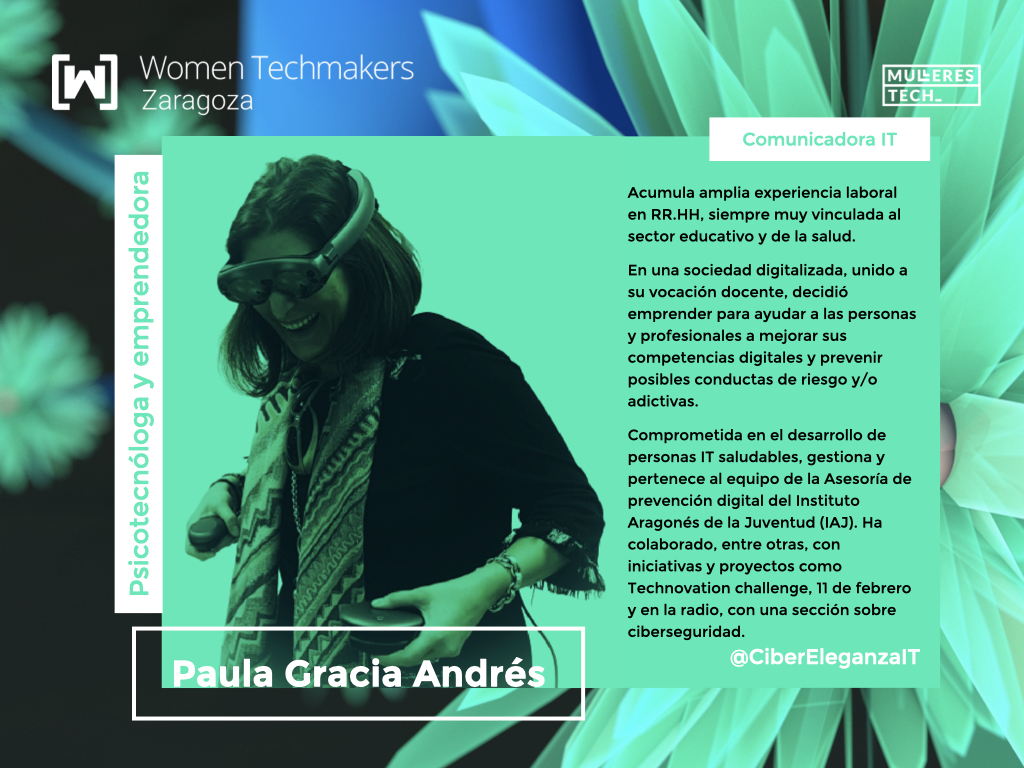 [W] Women Techmakers
Zaragoza
MULLERES
TECH_
Comunicadora IT
Psicotecnóloga y emprendedora
Acumula amplia experiencia laboral
en RR.HH, siempre muy vinculada al
sector educativo y de la salud.
En una sociedad digitalizada, unido a
su vocación docente, decidió
emprender para ayudar a las personas
y profesionales a mejorar sus
competencias digitales y prevenir
posibles conductas de riesgo y/o
adictivas.
Comprometida en el desarrollo de
personas IT saludables, gestiona y
pertenece al equipo de la Asesoría de
prevención digital del Instituto
Aragonés de la Juventud (IAJ). Ha
colaborado, entre otras, con
iniciativas y proyectos como
Technovation challenge, 11 de febrero
y en la radio, con una sección sobre
ciberseguridad.
@CiberEleganzaIT
Paula Gracia Andrés